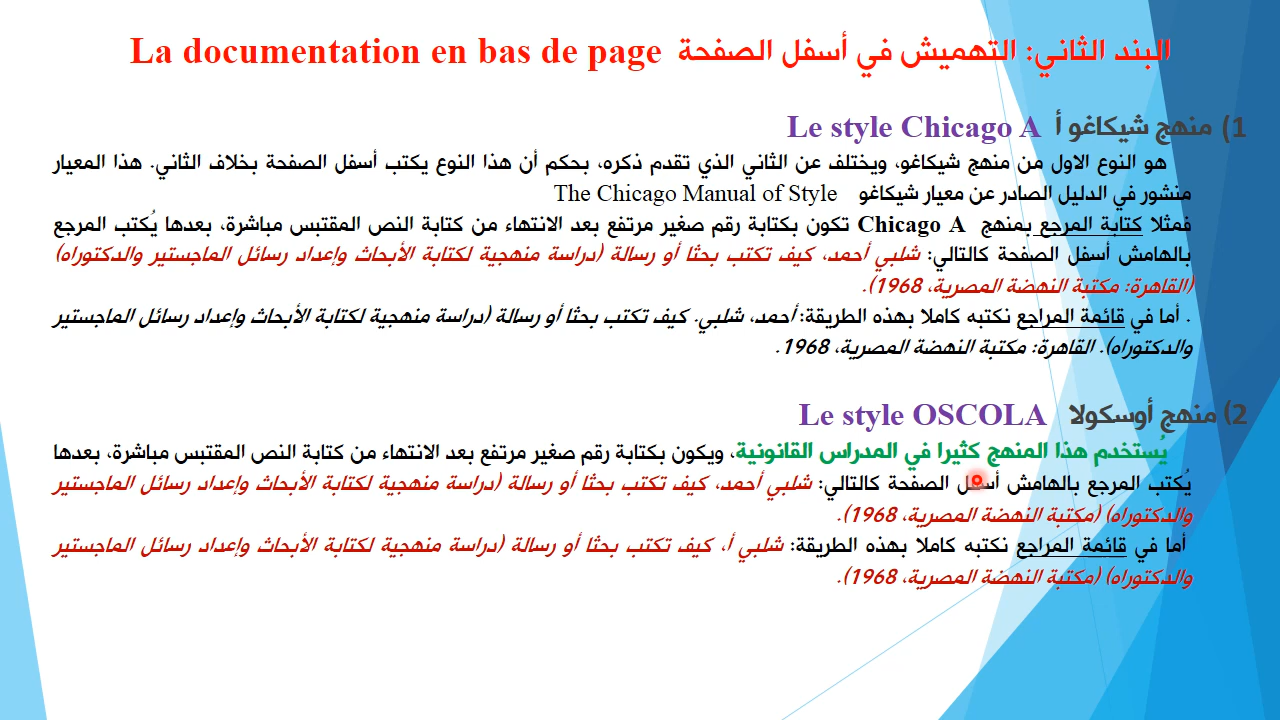 البند الثاني: التهميش في أسفل الصفحة La documentation en bas de page
1) منهج شيكاغو أ Le style Chicago A
هو النوع الاول من منهج شيكاغو، ويختلف عن الثاني الذي تقدم ذكره، بحكم أن هذا النوع يكتب أسفل الصفحة بخلاف الثاني. هذا المعيار
منشور في الدليل الصادر عن معيار شيكاغو The Chicago Manual of Style
فمثلا كتابة المرجع بمنهج Chicago A تكون بكتابة رقم صغير مرتفع بعد الانتهاء من كتابة النص المقتبس مباشرة، بعدها يُكتب المرجع
بالهامش أسفل الصفحة كالتالي: شلبي أحمد، كيف تكتب بحثا أو رسالة (دراسة منهجية لكتابة الأبحاث وإعداد رسائل الماجستير والدكتوراه)
(القاهرة: مكتبة النهضة المصرية، 1968).
. أما في قائمة المراجع نكتبه كاملا بهذه الطريقة: أحمد، شلبي. كيف تكتب بحثا أو رسالة (دراسة منهجية لكتابة الأبحاث وإعداد رسائل الماجستير
والدكتوراه). القاهرة: مكتبة النهضة المصرية، 1968.
2) منهج أوسكولا Le style OSCOLA
يُستخدم هذا المنهج كثيرا في المدراس القانونية، ويكون بكتابة رقم صغير مرتفع بعد الانتهاء من كتابة النص المقتبس مباشرة، بعدها
يُكتب المرجع بالهامش أسفل الصفحة كالتالي: شلبي أحمد، كيف تكتب بحثا أو رسالة (دراسة منهجية لكتابة الأبحاث وإعداد رسائل الماجستير
والدكتوراه) (مكتبة النهضة المصرية، 1968).
أما في قائمة المراجع نكتبه كاملا بهذه الطريقة: شلبي أ، كيف تكتب بحثا أو رسالة (دراسة منهجية لكتابة الأبحاث وإعداد رسائل الماجستير
والدكتوراه) (مكتبة النهضة المصرية، 1968).